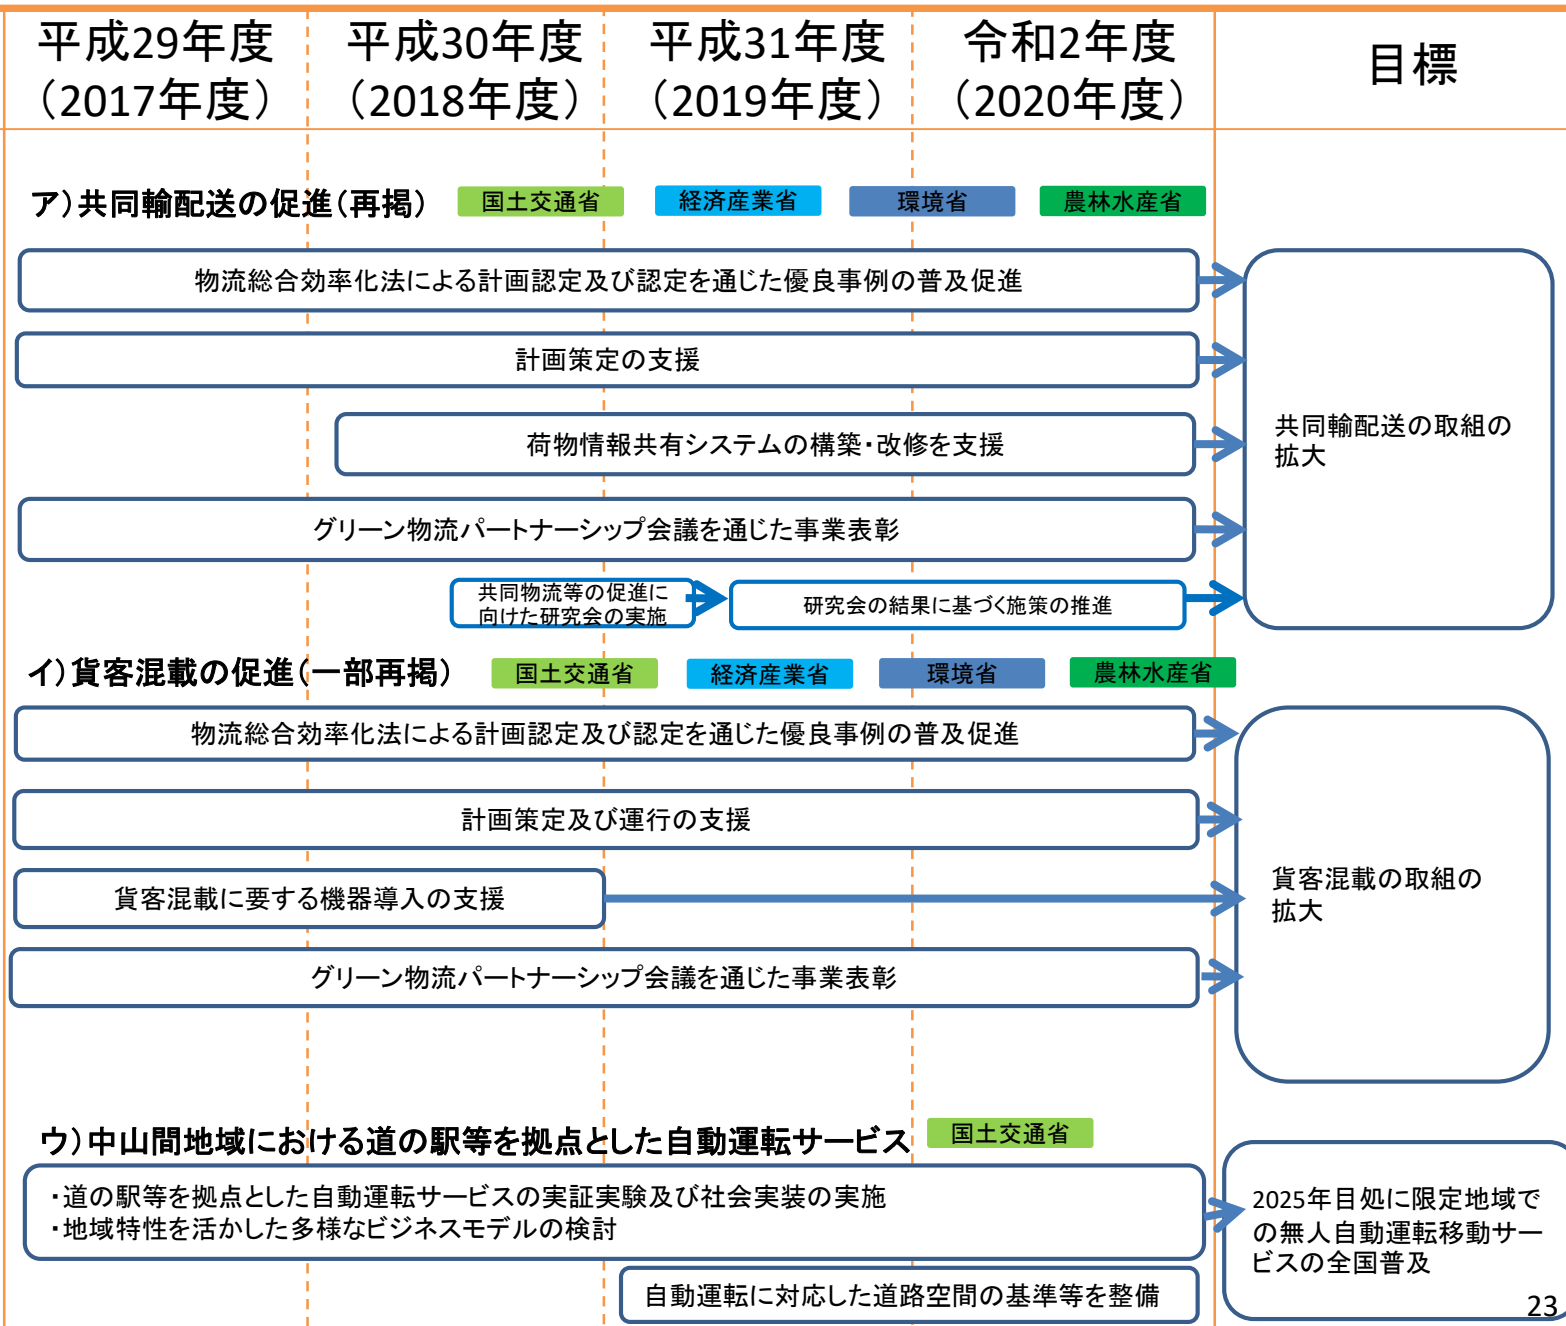 平成29年度
（2017年度）
平成30年度
（2018年度）
平成31年度
（2019年度）
令和2年度
（2020年度）
目標
ア）共同輸配送の促進（再掲）
国土交通省
経済産業省
環境省
農林水産省
物流総合効率化法による計画認定及び認定を通じた優良事例の普及促進
計画策定の支援
荷物情報共有システムの構築・改修を支援
グリーン物流パートナーシップ会議を通じた事業表彰
共同物流等の促進に
向けた研究会の実施
研究会の結果に基づく施策の推進
共同輸配送の取組の
拡大
イ）貨客混載の促進（一部再掲）
国土交通省
経済産業省
環境省
農林水産省
物流総合効率化法による計画認定及び認定を通じた優良事例の普及促進
計画策定及び運行の支援
貨客混載に要する機器導入の支援
グリーン物流パートナーシップ会議を通じた事業表彰
貨客混載の取組の
拡大
ウ）中山間地域における道の駅等を拠点とした自動運転サービス
国土交通省
・道の駅等を拠点とした自動運転サービスの実証実験及び社会実装の実施
・地域特性を活かした多様なビジネスモデルの検討
自動運転に対応した道路空間の基準等を整備
2025年目処に限定地域で
の無人自動運転移動サー
ビスの全国普及
23